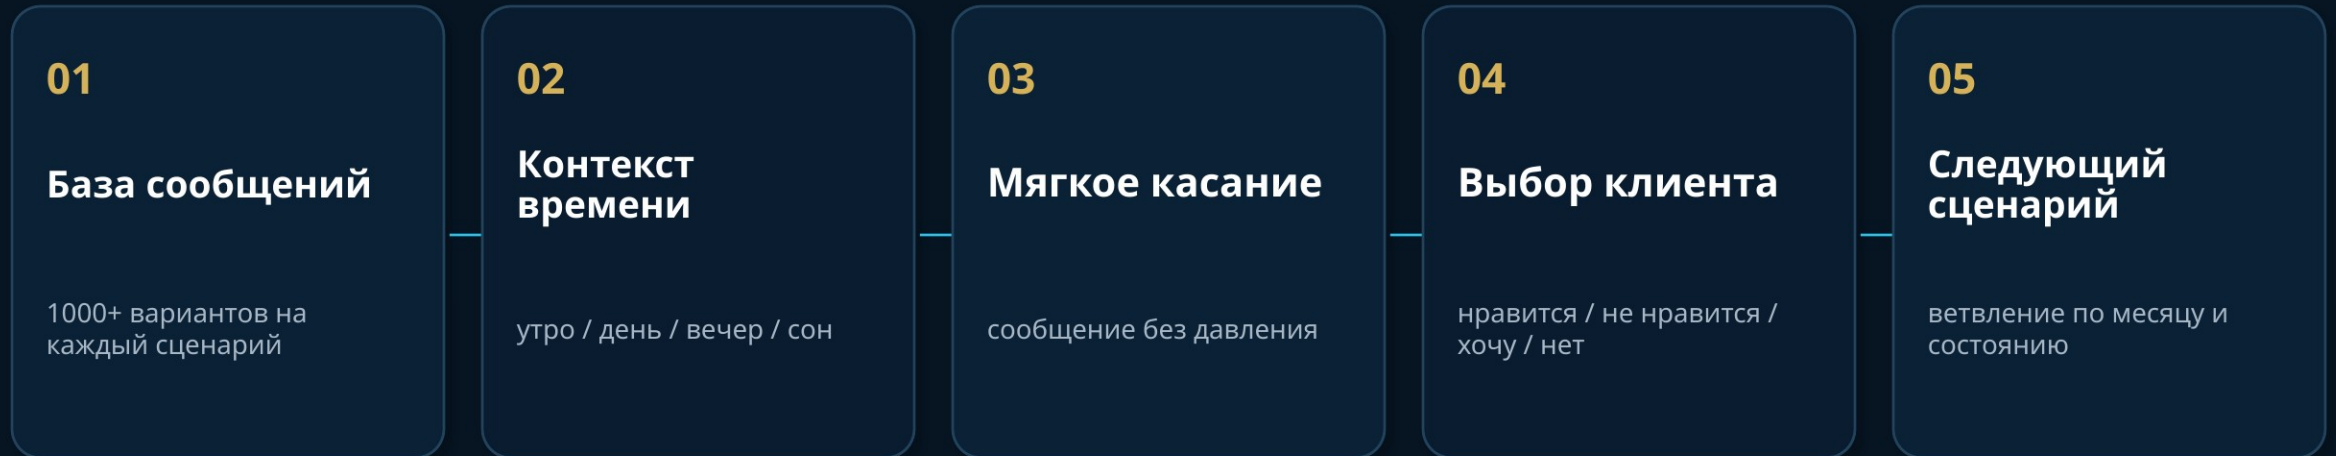 01
База сообщений
1000+ вариантов на
каждый сценарий
02
Контекст
времени
утро / день / вечер / сон
03
Мягкое касание
сообщение без давления
04
Выбор клиента
нравится / не нравится /
хочу / нет
05
Следующий
сценарий
ветвление по месяцу и
состоянию